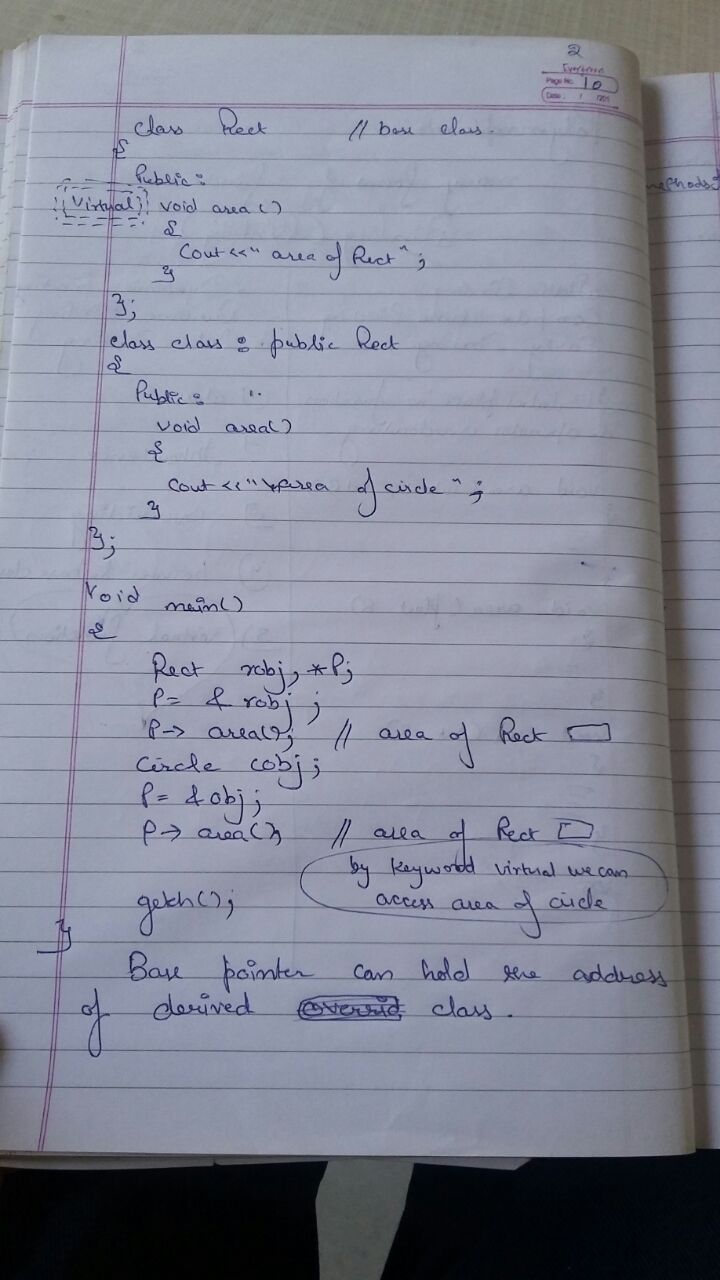 2
Evergreen
Page No. 10
Date: / /201
class Rect // base class.
{
Public:
Virtual void area()
{
Cout<<" area of Rect";
}
};
class class : public Rect
{
Public:
void area()
{
Cout<<" area of circle";
}
};
Void main()
{
Rect robj, *P;
P= & robj;
P-> area(); // area of Rect
Circle cobj;
P= &obj;
P-> area(); // area of Rect
by keyword virtual we can
access area of circle
getch();
}
Base pointer can hold the address
of derived class.
methods: